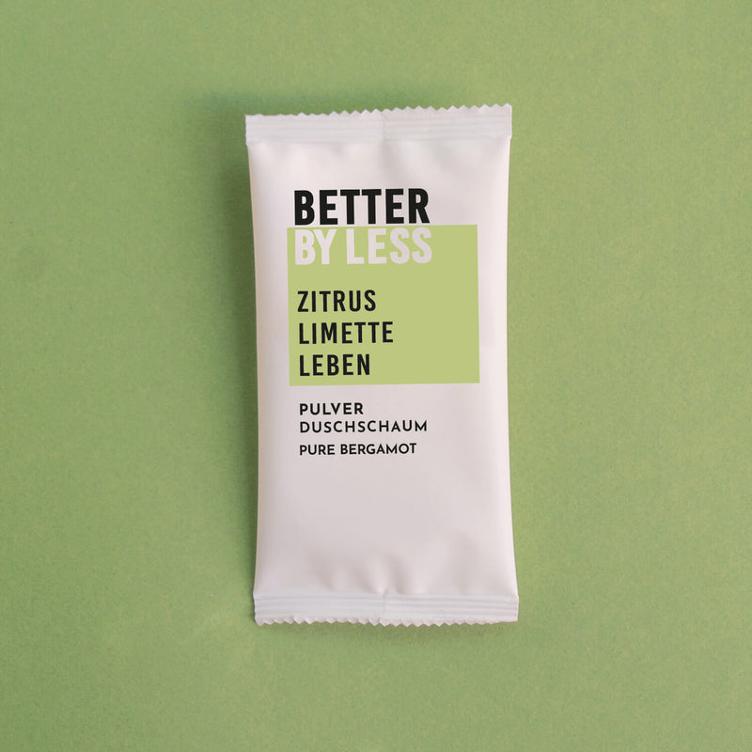 BETTER
BY LESS
ZITRUS
LIMETTE
LEBEN
PULVER
DUSCHSCHAUM
PURE BERGAMOT